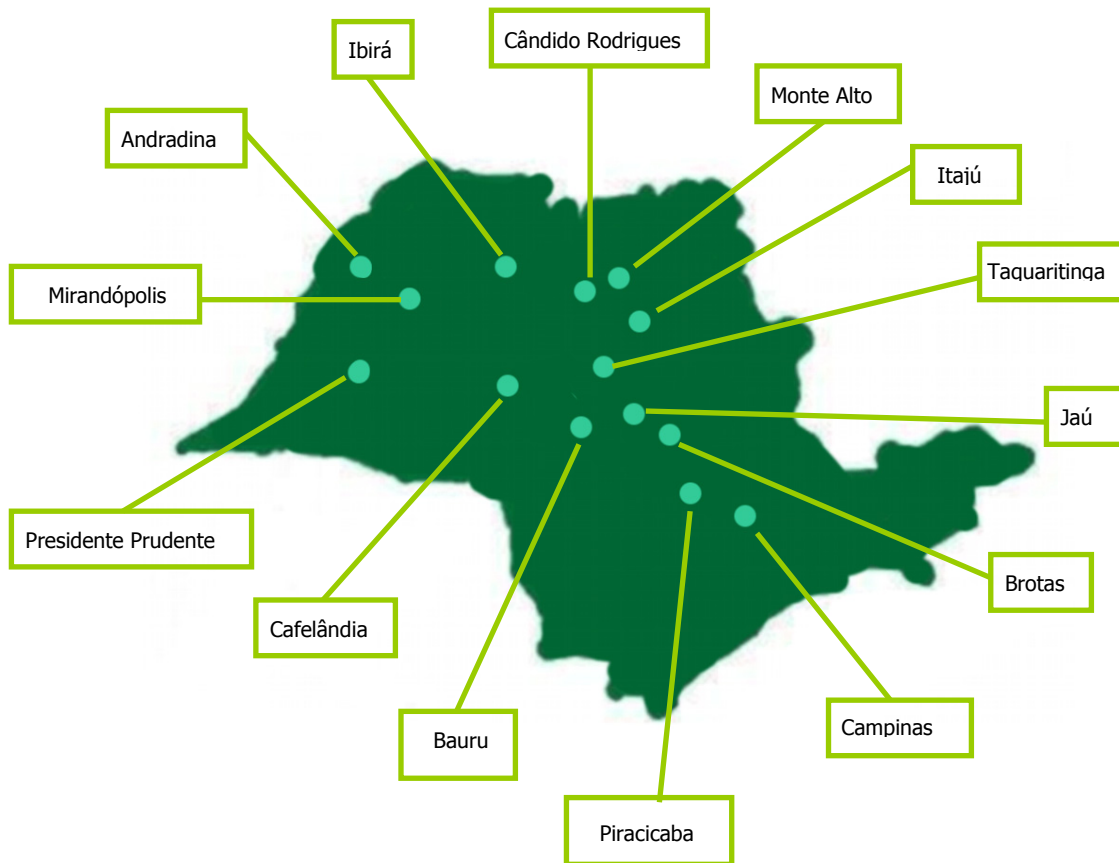 Cândido Rodrigues
Ibirá
Monte Alto
Andradina
Itajú
Taquaritinga
Mirandópolis
Jaú
Presidente Prudente
Brotas
Cafelândia
Campinas
Bauru
Piracicaba